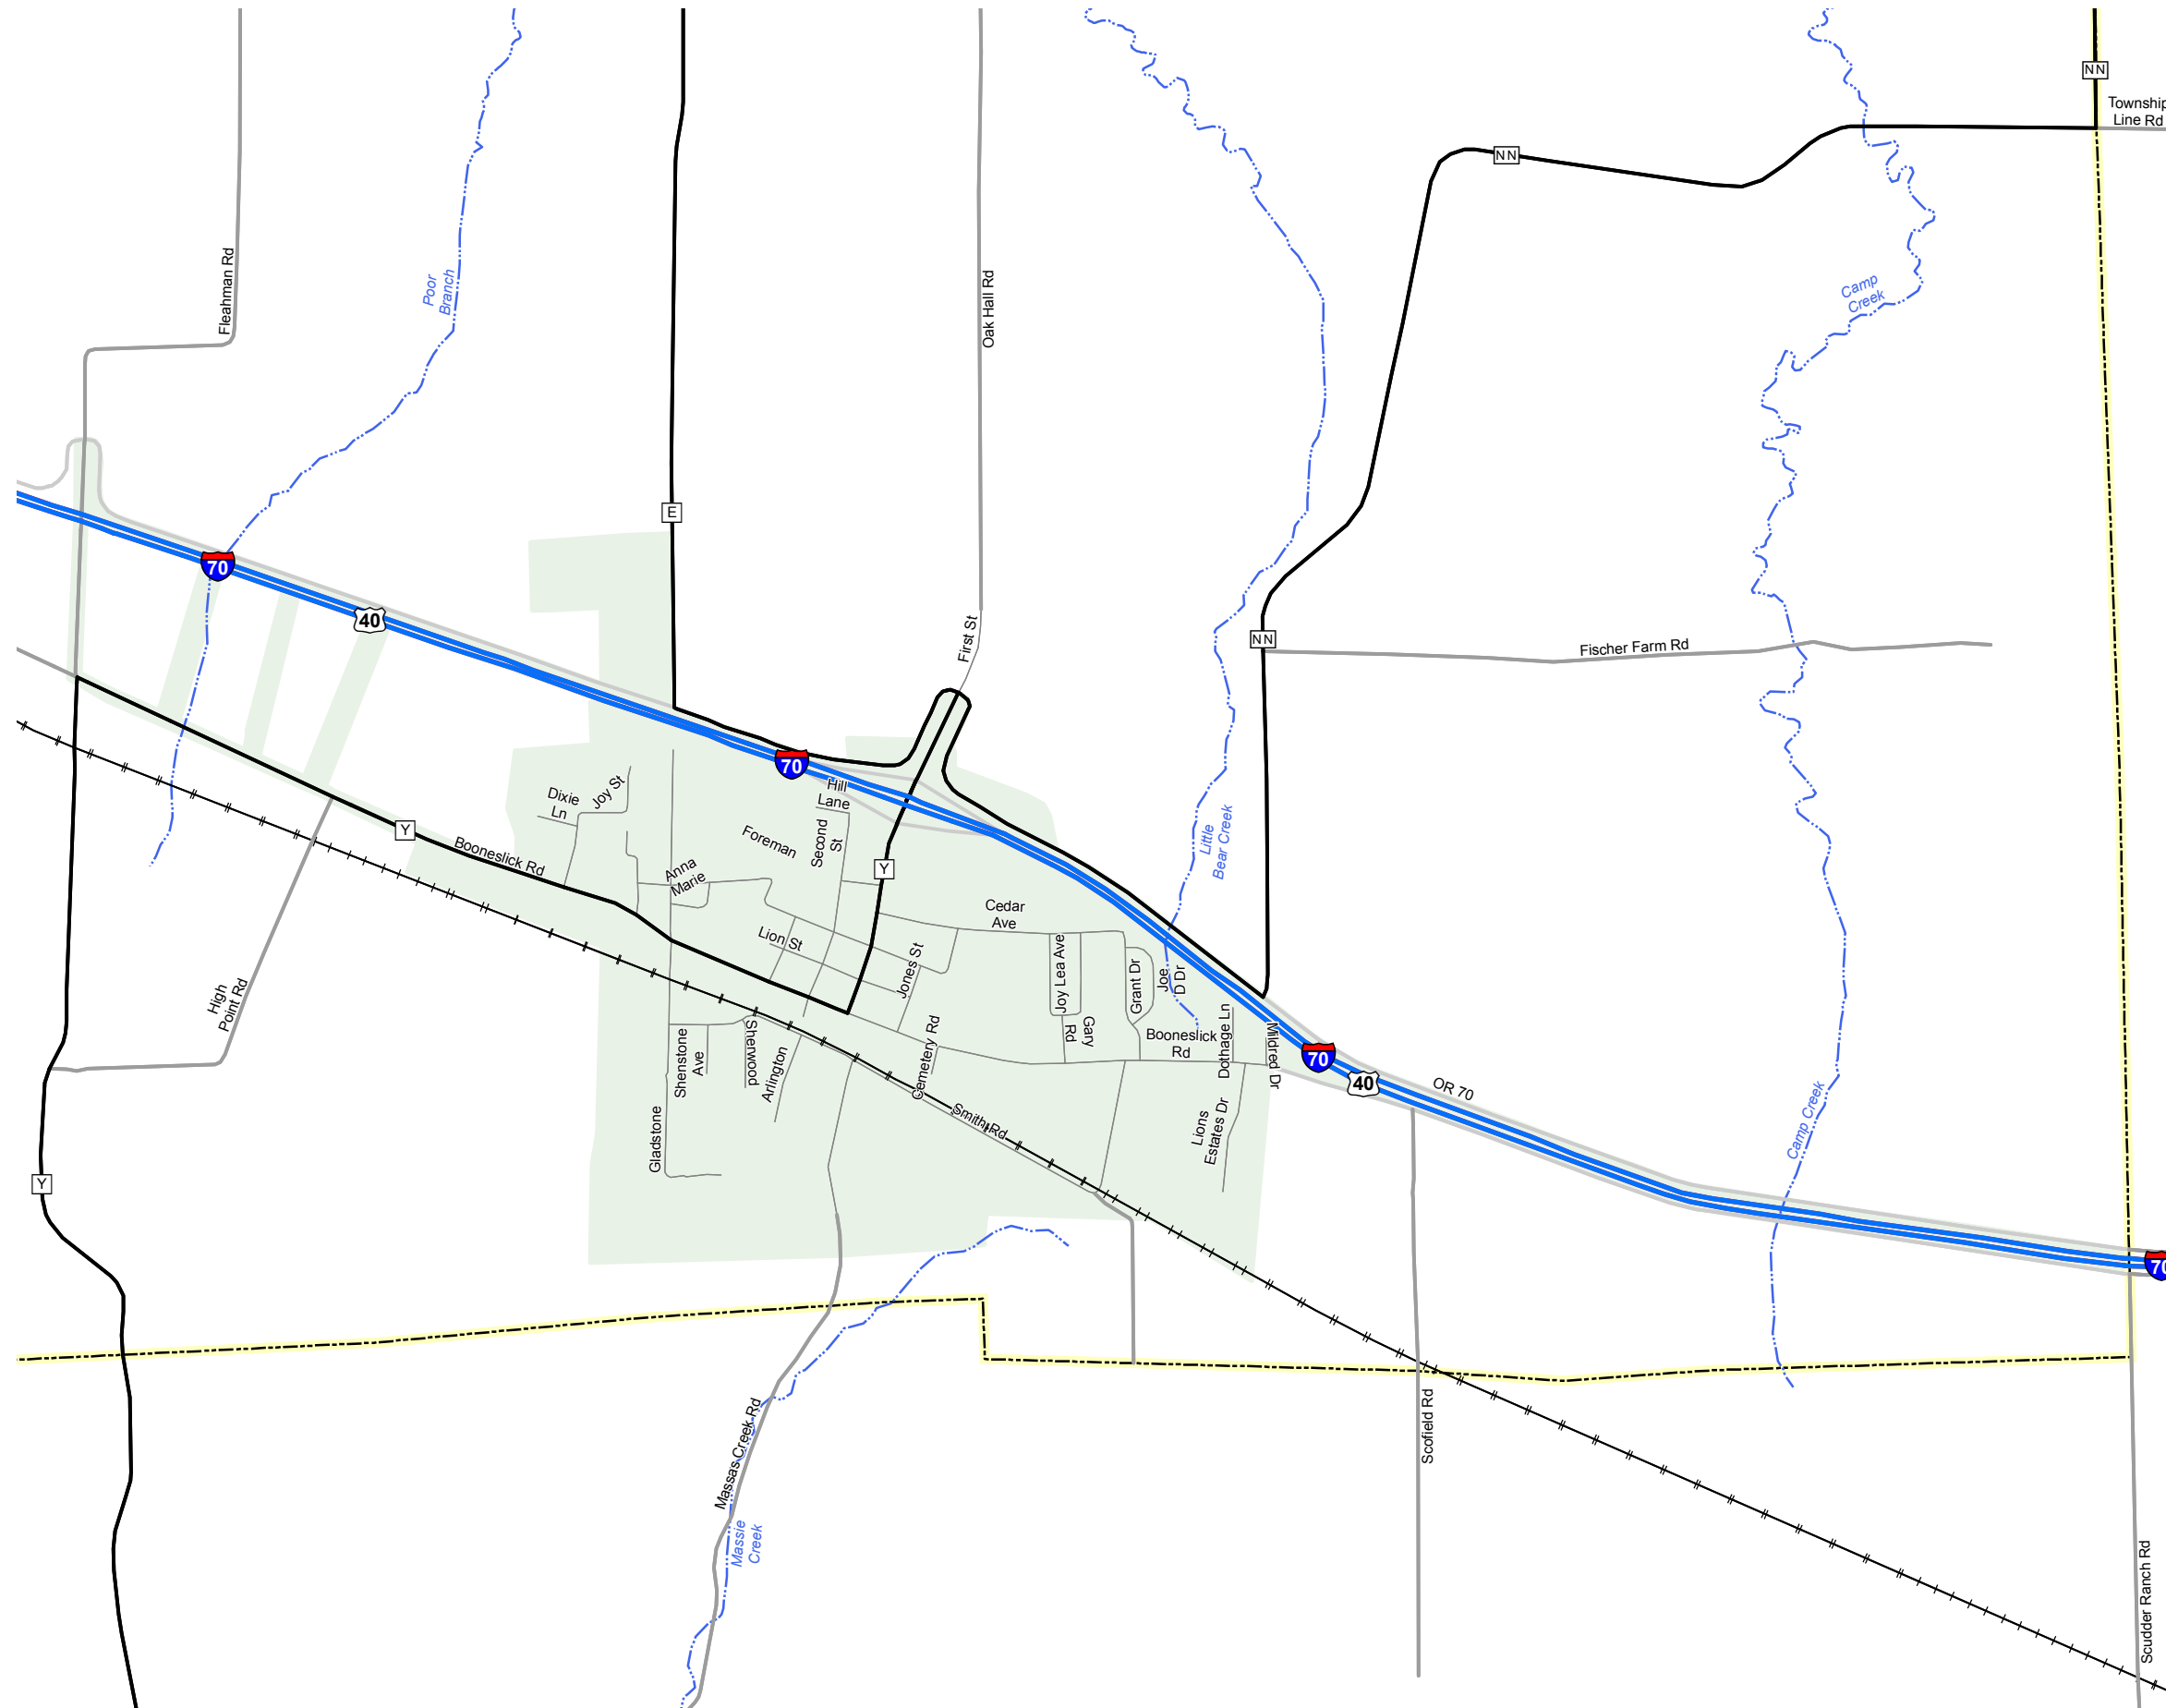 NN
Township
Line Rd
NN
Fleahman Rd
Poor
Branch
Oak Hall Rd
Camp
Creek
E
70
40
First St
NN
Fischer Farm Rd
70
Hill
Lane
Dixie
Ln
Joy St
Y
Booneslick Rd
Foreman
Second
St
Y
Little
Bear Creek
Anna
Marie
Cedar
Ave
Lion St
Jones St
Joy Lea Ave
Grant Dr
Joe
D Dr
High
Point Rd
Gary
Rd
Booneslick
Rd
Dothage Ln
Mildred Dr
70
40
OR 70
Shenstone
Ave
Sherwood
Arlington
Cemetery Rd
Smith Rd
Gladstone
Lions
Estates Dr
Camp Creek
Y
70
Massas Creek Rd
Scofield Rd
Massie
Creek
Scudder Ranch Rd